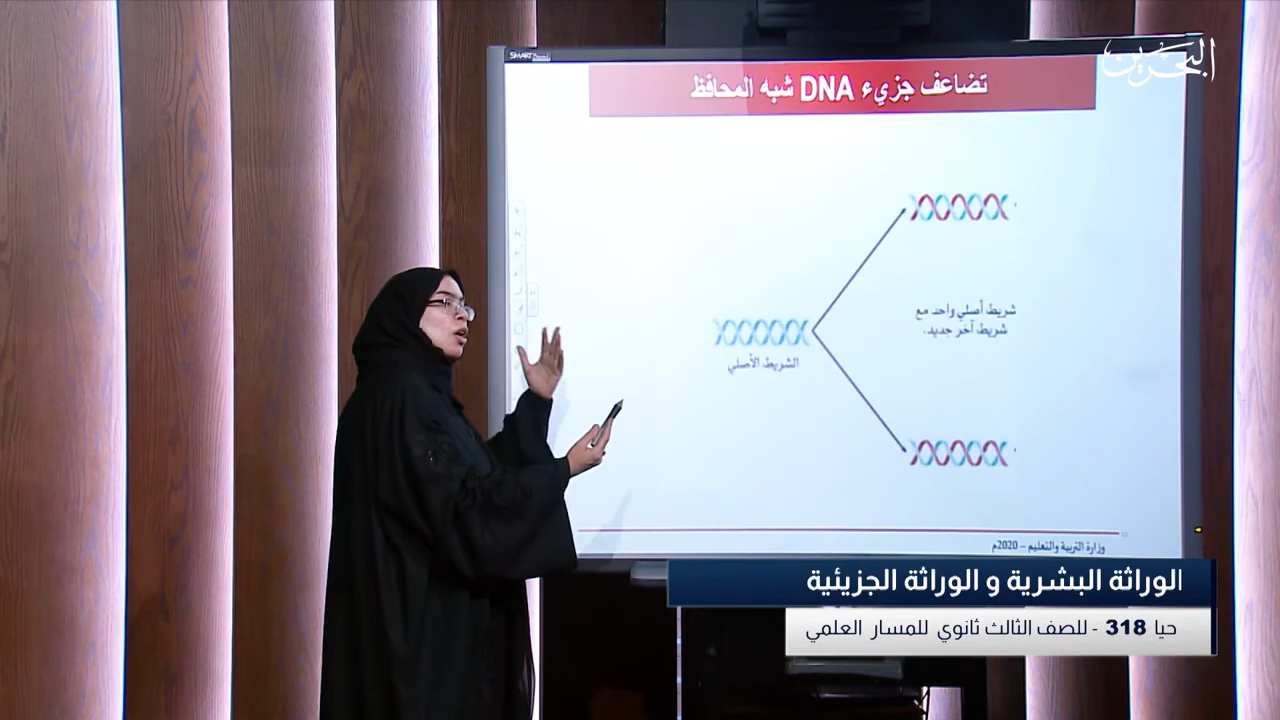 البحرين
SMART
تضاعف جزيء DNA شبه المحافظ
شريط أصلي واحد مع
شريط آخر جديد.
الشريط الأصلي
وزارة التربية والتعليم – 2020م
الوراثة البشرية و الوراثة الجزيئية
حيا 318 - للصف الثالث ثانوي للمسار العلمي